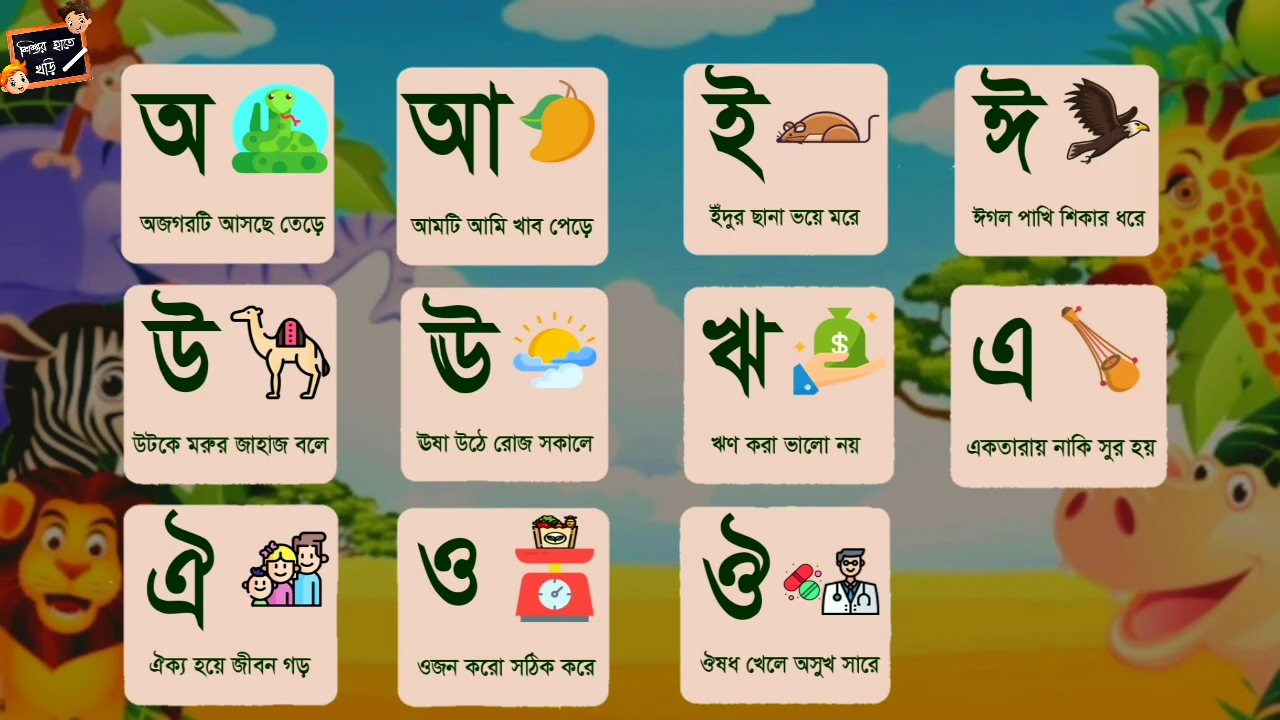 শিশুর হাতে
খড়ি
অ
অজগরটি আসছে তেড়ে
আ
আমটি আমি খাব পেড়ে
ই
ইঁদুর ছানা ভয়ে মরে
ঈ
ঈগল পাখি শিকার ধরে
উ
উটকে মরুর জাহাজ বলে
ঊ
ঊষা উঠে রোজ সকালে
ঋ
$
ঋণ করা ভালো নয়
এ
একতারায় নাকি সুর হয়
ঐ
ঐক্য হয়ে জীবন গড়
ও
ওজন করো সঠিক করে
ঔ
ঔষধ খেলে অসুখ সারে